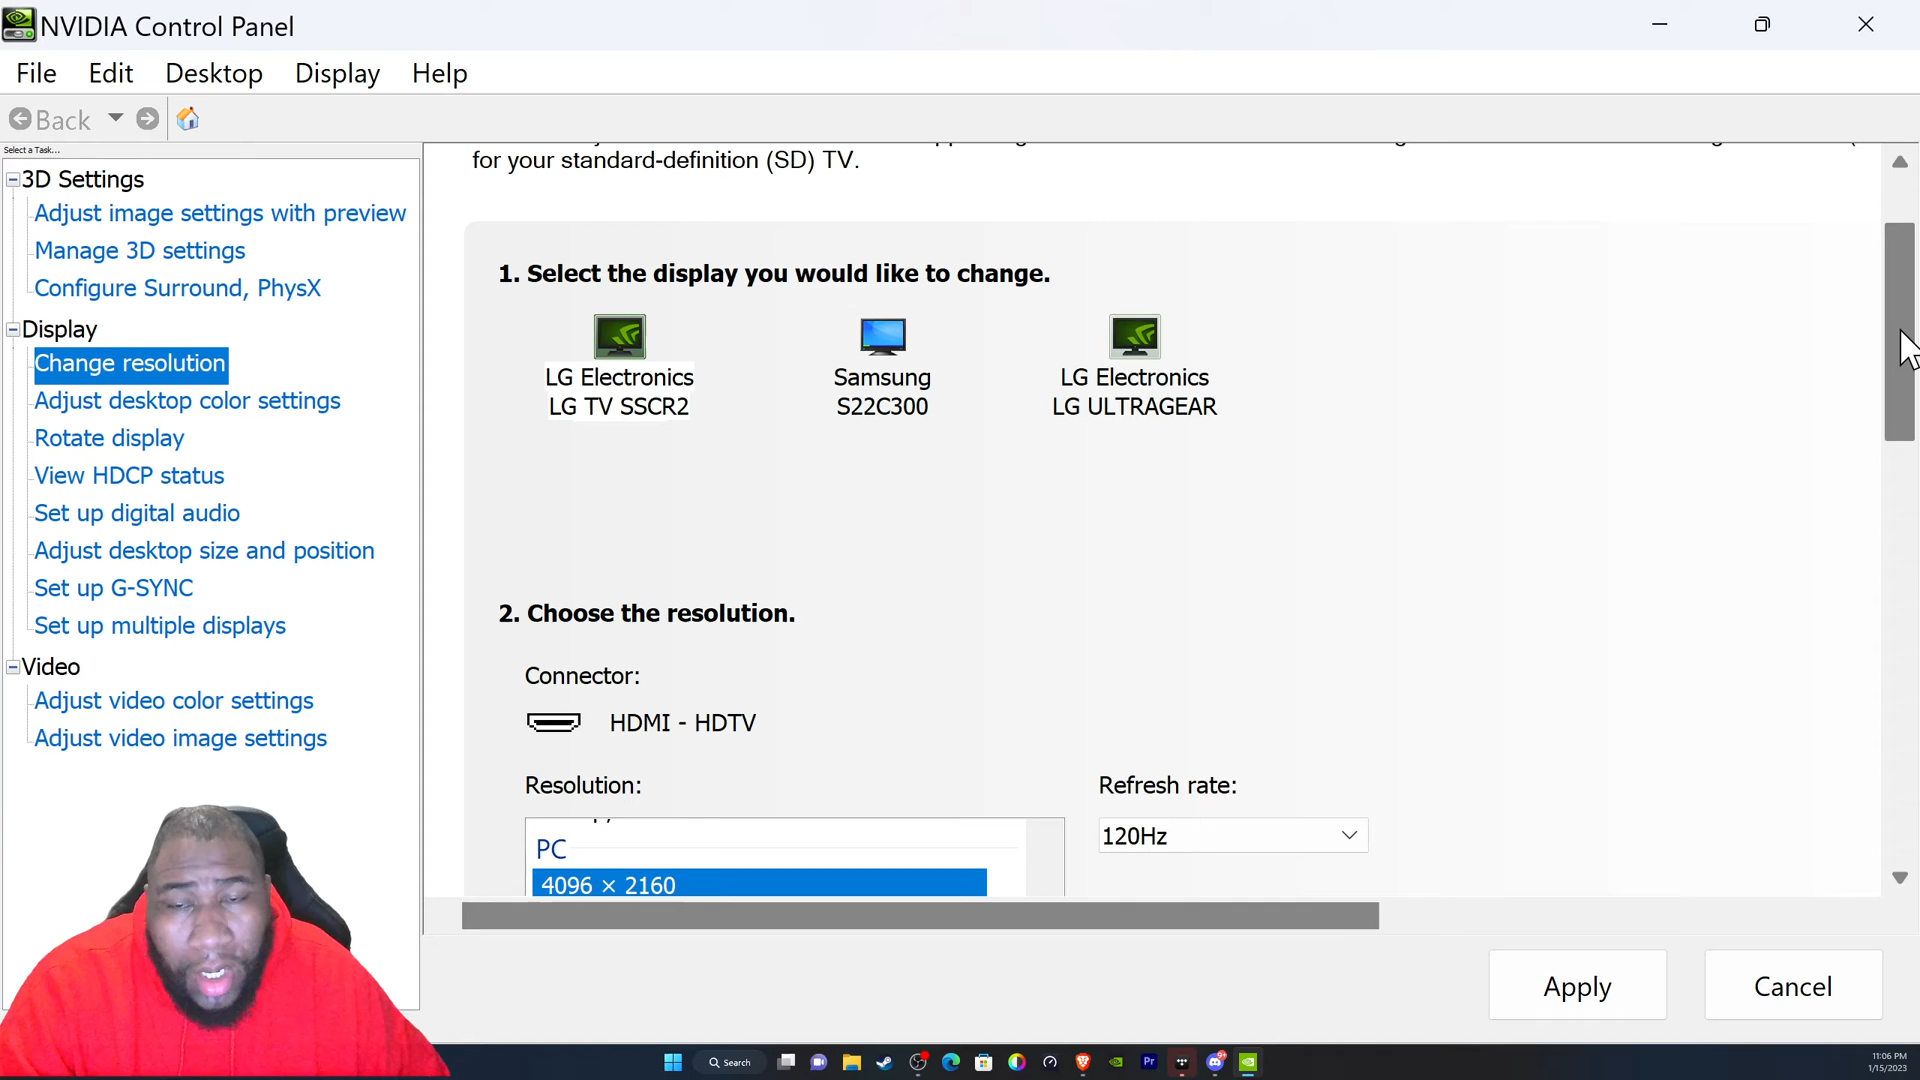 NVIDIA Control Panel
File Edit Desktop Display Help
Back
Select a Task...
3D Settings
Adjust image settings with preview
Manage 3D settings
Configure Surround, PhysX
Display
Change resolution
Adjust desktop color settings
Rotate display
View HDCP status
Set up digital audio
Adjust desktop size and position
Set up G-SYNC
Set up multiple displays
Video
Adjust video color settings
Adjust video image settings
for your standard-definition (SD) TV.
1. Select the display you would like to change.
LG Electronics
LG TV SSCR2
Samsung
S22C300
LG Electronics
LG ULTRAGEAR
2. Choose the resolution.
Connector:
HDMI - HDTV
Resolution:
PC
4096 × 2160
Refresh rate:
120Hz
Apply Cancel
Search
Pr
11:06 PM
1/15/2023